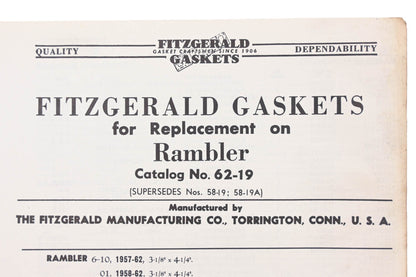 FITZGERALD
GASKET CRAFTSMEN SINCE 1906
GASKETS
QUALITY
DEPENDABILITY
FITZGERALD GASKETS
for Replacement on
Rambler
Catalog No. 62-19
(SUPERSEDES Nos. 58-19; 58-19A)
Manufactured by
THE FITZGERALD MANUFACTURING CO., TORRINGTON, CONN., U. S. A.
RAMBLER 6-10, 1957-62, 3-1/8" x 4-1/4".
01, 1958-62, 3-1/8" x 4-1/4".